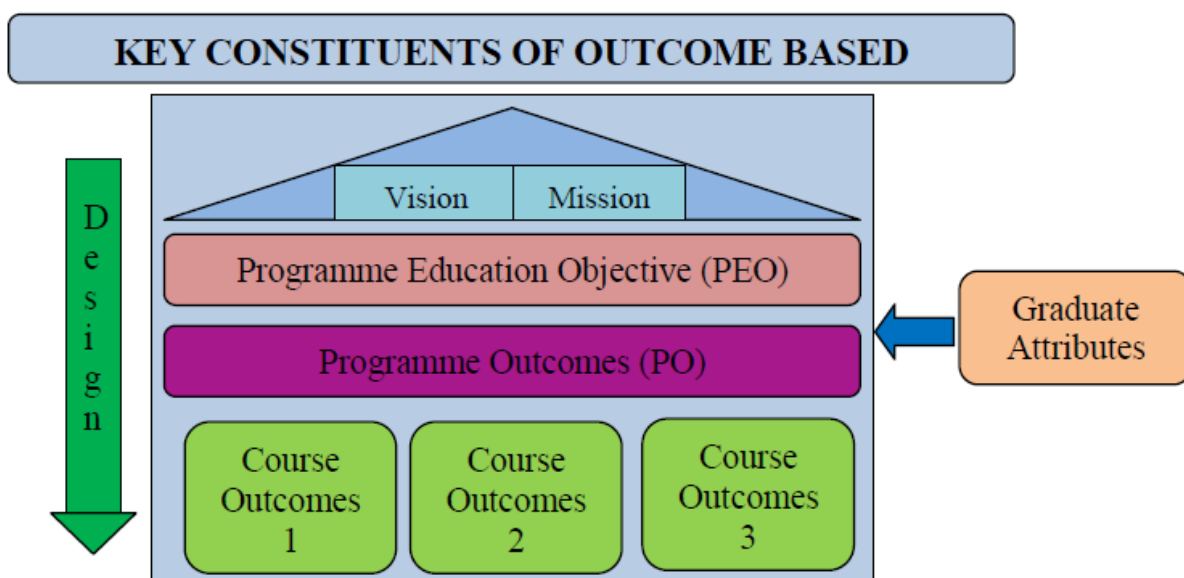 KEY CONSTITUENTS OF OUTCOME BASED
Design
Vision
Mission
Programme Education Objective (PEO)
Programme Outcomes (PO)
Graduate
Attributes
Course
Outcomes
1
Course
Outcomes
2
Course
Outcomes
3